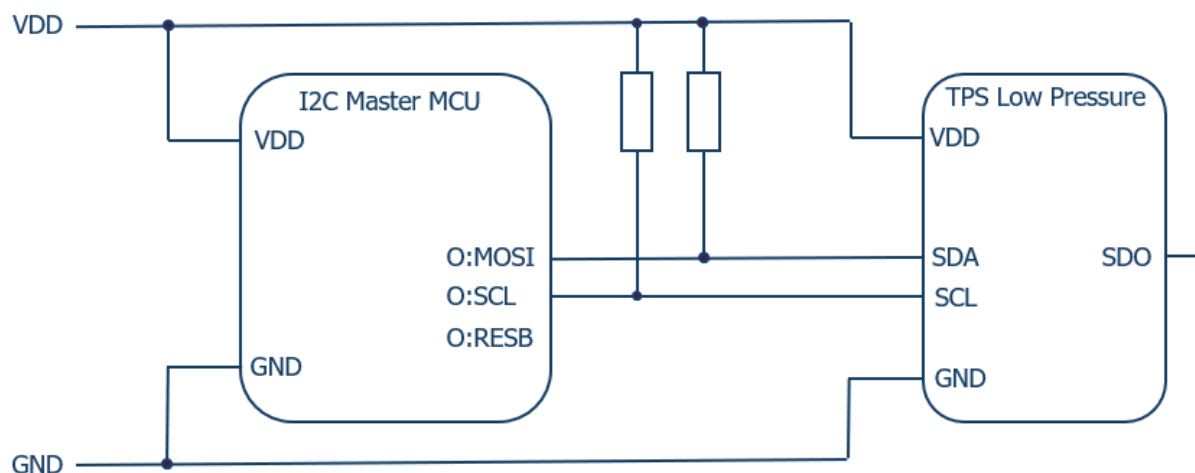 VDD
I2C Master MCU
TPS Low Pressure
VDD
VDD
O:MOSI
SDA
SDO
O:SCL
SCL
O:RESB
GND
GND
GND